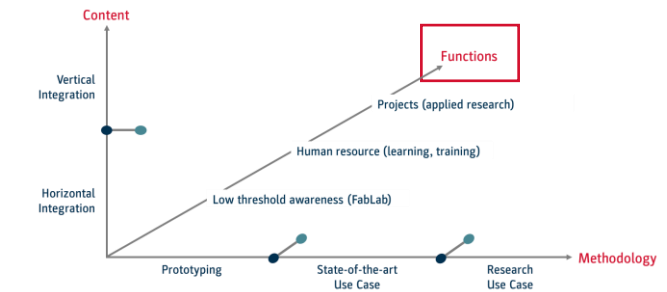 Content
Functions
Vertical
Integration
Projects (applied research)
Human resource (learning, training)
Horizontal
Integration
Low threshold awareness (FabLab)
Methodology
Prototyping
State-of-the-art
Use Case
Research
Use Case